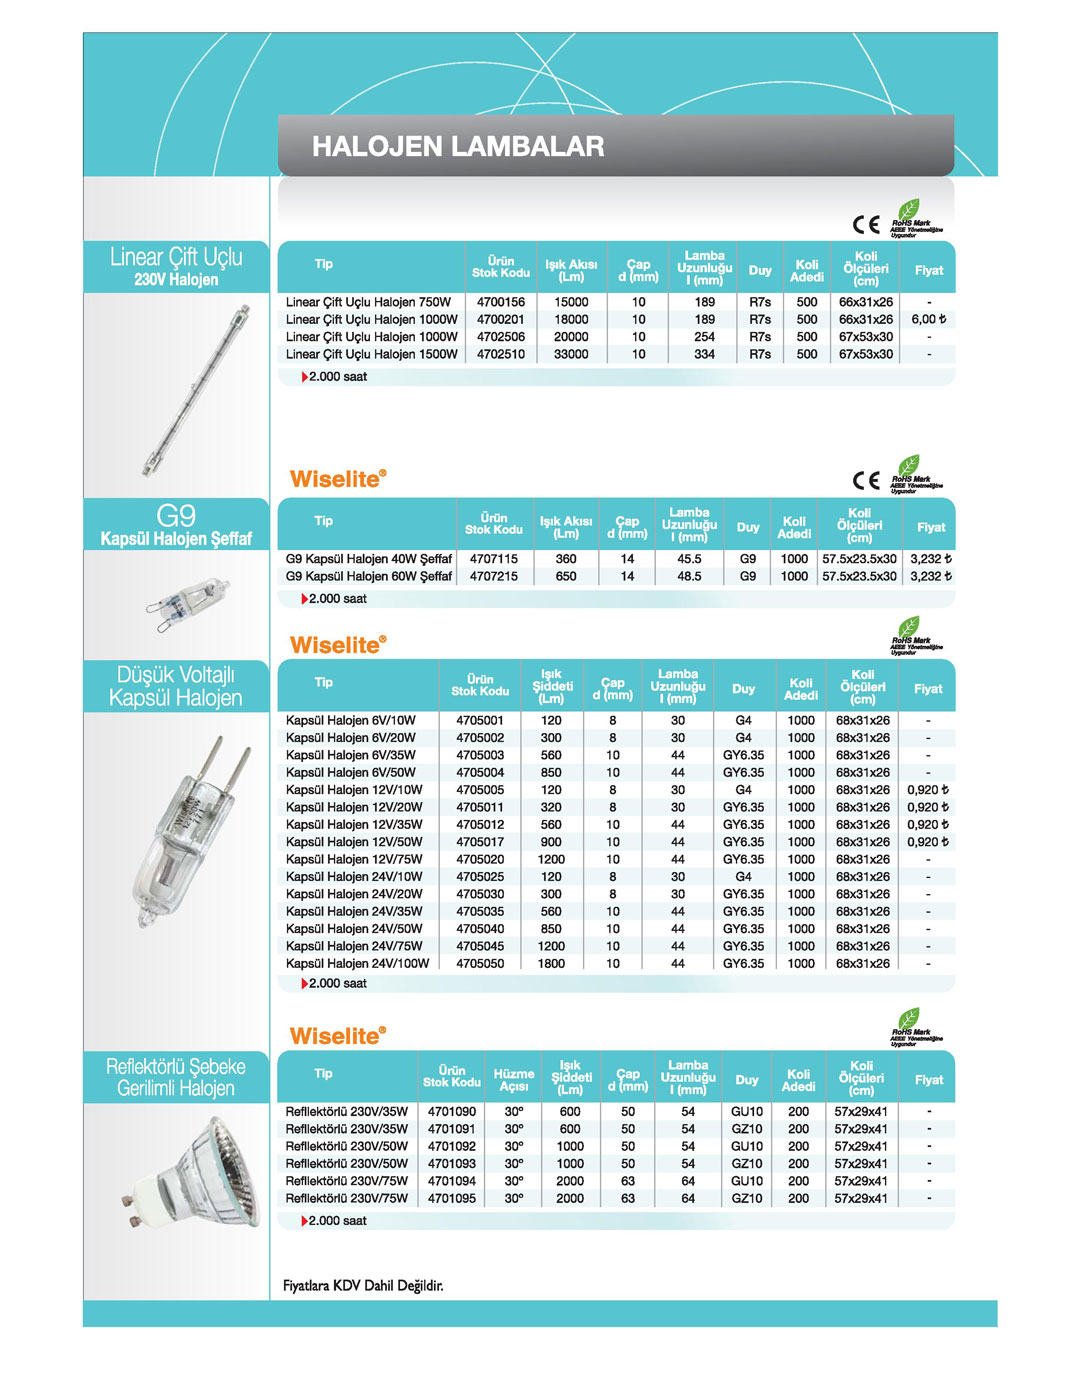 HALOJEN LAMBALAR
CE RoHS Mark
AEEE Yönetmeliğine
Uygundur
Linear Çift Uçlu
230V Halojen
Tip Ürün Stok Kodu Işık Akısı (Lm) Çap d (mm) Lamba Uzunluğu l (mm) Duy Koli Adedi Koli Ölçüleri (cm) Fiyat
Linear Çift Uçlu Halojen 750W 4700156 15000 10 189 R7s 500 66x31x26 -
Linear Çift Uçlu Halojen 1000W 4700201 18000 10 189 R7s 500 66x31x26 6,00 ₺
Linear Çift Uçlu Halojen 1000W 4702506 20000 10 254 R7s 500 67x53x30 -
Linear Çift Uçlu Halojen 1500W 4702510 33000 10 334 R7s 500 67x53x30 -
2.000 saat
Wiselite®
CE RoHS Mark
AEEE Yönetmeliğine
Uygundur
G9
Kapsül Halojen Şeffaf
Tip Ürün Stok Kodu Işık Akısı (Lm) Çap d (mm) Lamba Uzunluğu l (mm) Duy Koli Adedi Koli Ölçüleri (cm) Fiyat
G9 Kapsül Halojen 40W Şeffaf 4707115 360 14 45.5 G9 1000 57.5x23.5x30 3,232 ₺
G9 Kapsül Halojen 60W Şeffaf 4707215 650 14 48.5 G9 1000 57.5x23.5x30 3,232 ₺
2.000 saat
Wiselite®
RoHS Mark
AEEE Yönetmeliğine
Uygundur
Düşük Voltajlı
Kapsül Halojen
Tip Ürün Stok Kodu Işık Şiddeti (Lm) Çap d (mm) Lamba Uzunluğu l (mm) Duy Koli Adedi Koli Ölçüleri (cm) Fiyat
Kapsül Halojen 6V/10W 4705001 120 8 30 G4 1000 68x31x26 -
Kapsül Halojen 6V/20W 4705002 300 8 30 G4 1000 68x31x26 -
Kapsül Halojen 6V/35W 4705003 560 10 44 GY6.35 1000 68x31x26 -
Kapsül Halojen 6V/50W 4705004 850 10 44 GY6.35 1000 68x31x26 -
Kapsül Halojen 12V/10W 4705005 120 8 30 G4 1000 68x31x26 0,920 ₺
Kapsül Halojen 12V/20W 4705011 320 8 30 GY6.35 1000 68x31x26 0,920 ₺
Kapsül Halojen 12V/35W 4705012 560 10 44 GY6.35 1000 68x31x26 0,920 ₺
Kapsül Halojen 12V/50W 4705017 900 10 44 GY6.35 1000 68x31x26 0,920 ₺
Kapsül Halojen 12V/75W 4705020 1200 10 44 GY6.35 1000 68x31x26 -
Kapsül Halojen 24V/10W 4705025 120 8 30 G4 1000 68x31x26 -
Kapsül Halojen 24V/20W 4705030 300 8 30 GY6.35 1000 68x31x26 -
Kapsül Halojen 24V/35W 4705035 560 10 44 GY6.35 1000 68x31x26 -
Kapsül Halojen 24V/50W 4705040 850 10 44 GY6.35 1000 68x31x26 -
Kapsül Halojen 24V/75W 4705045 1200 10 44 GY6.35 1000 68x31x26 -
Kapsül Halojen 24V/100W 4705050 1800 10 44 GY6.35 1000 68x31x26 -
2.000 saat
Wiselite®
RoHS Mark
AEEE Yönetmeliğine
Uygundur
Reflektörlü Şebeke
Gerilimli Halojen
Tip Ürün Stok Kodu Hüzme Açısı Işık Şiddeti (Lm) Çap d (mm) Lamba Uzunluğu l (mm) Duy Koli Adedi Koli Ölçüleri (cm) Fiyat
Refllektörlü 230V/35W 4701090 30° 600 50 54 GU10 200 57x29x41 -
Refllektörlü 230V/35W 4701091 30° 600 50 54 GZ10 200 57x29x41 -
Refllektörlü 230V/50W 4701092 30° 1000 50 54 GU10 200 57x29x41 -
Refllektörlü 230V/50W 4701093 30° 1000 50 54 GZ10 200 57x29x41 -
Refllektörlü 230V/75W 4701094 30° 2000 63 64 GU10 200 57x29x41 -
Refllektörlü 230V/75W 4701095 30° 2000 63 64 GZ10 200 57x29x41 -
2.000 saat
Fiyatlara KDV Dahil Değildir.